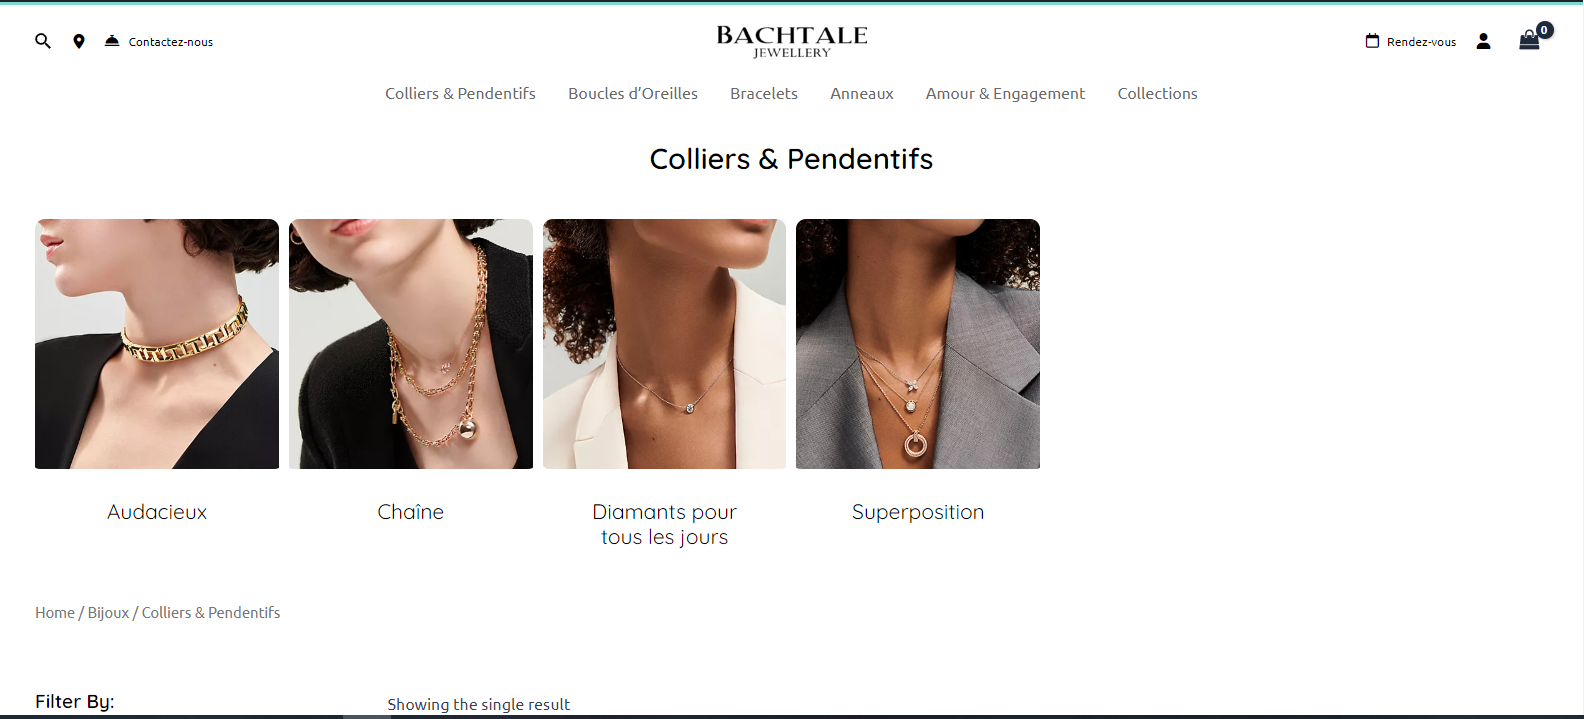 Contactez-nous
BACHTALE
JEWELLERY
Rendez-vous
0
Colliers & Pendentifs
Boucles d’Oreilles
Bracelets
Anneaux
Amour & Engagement
Collections
Colliers & Pendentifs
Audacieux
Chaîne
Diamants pour
tous les jours
Superposition
Home / Bijoux / Colliers & Pendentifs
Filter By:
Showing the single result